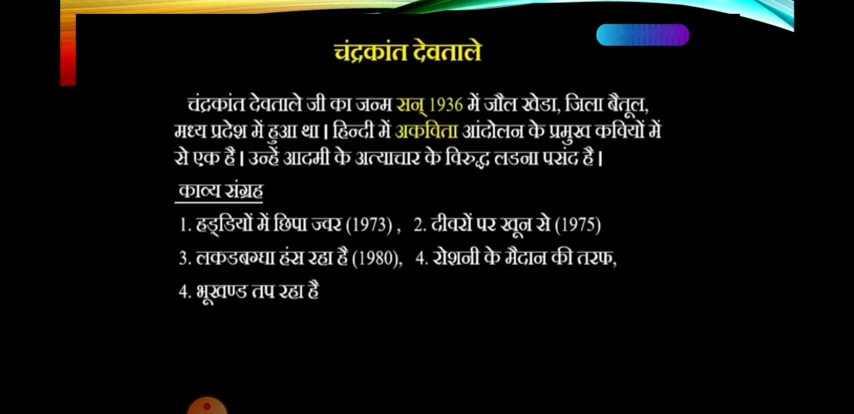 चंद्रकांत देवताले
चंद्रकांत देवताले जी का जन्म सन् 1936 में जौल खेडा, जिला बैतूल,
मध्य प्रदेश में हुआ था। हिन्दी में अकविता आंदोलन के प्रमुख कवियों में
से एक है। उन्हें आदमी के अत्याचार के विरुद्ध लडना पसंद है।
काव्य संग्रह
1. हड्डियों में छिपा ज्वर (1973) , 2. दीवरों पर खून से (1975)
3. लकडबग्घा हंस रहा है (1980), 4. रोशनी के मैदान की तरफ,
4. भूखण्ड तप रहा है